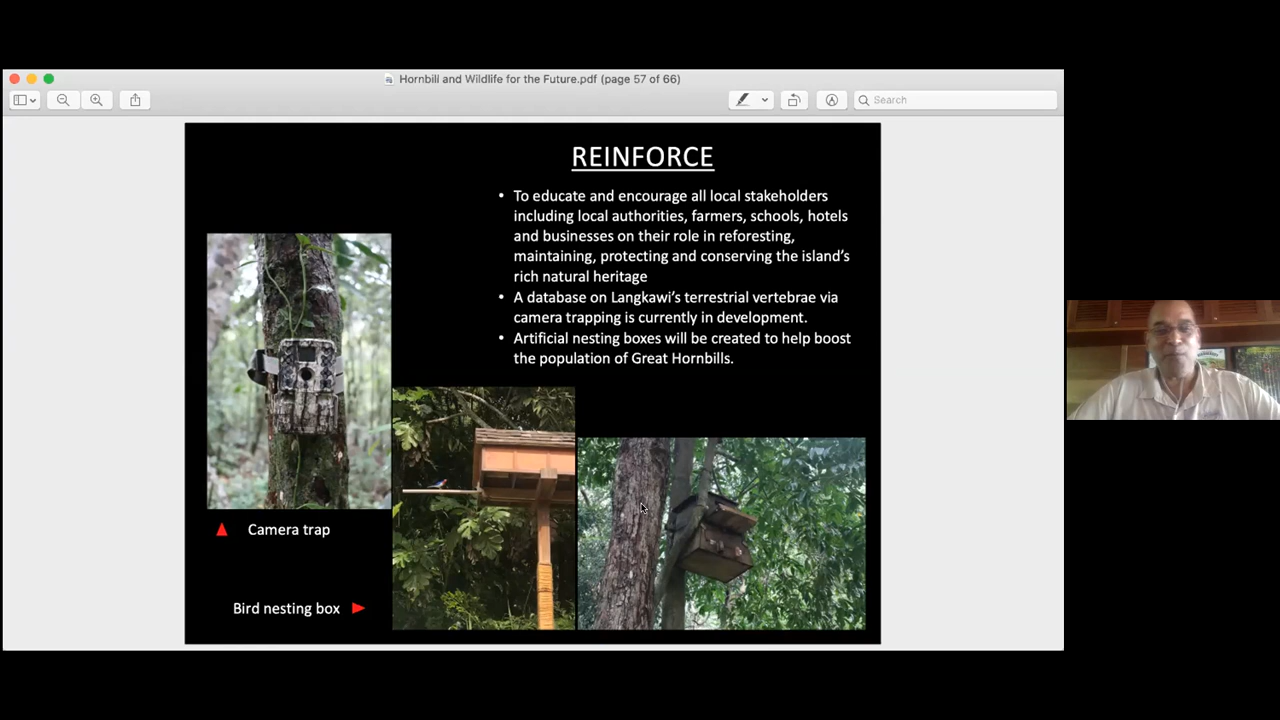 Hornbill and Wildlife for the Future.pdf (page 57 of 66)
Search
REINFORCE
• To educate and encourage all local stakeholders
including local authorities, farmers, schools, hotels
and businesses on their role in reforesting,
maintaining, protecting and conserving the island's
rich natural heritage
• A database on Langkawi's terrestrial vertebrae via
camera trapping is currently in development.
• Artificial nesting boxes will be created to help boost
the population of Great Hornbills.
Camera trap
Bird nesting box